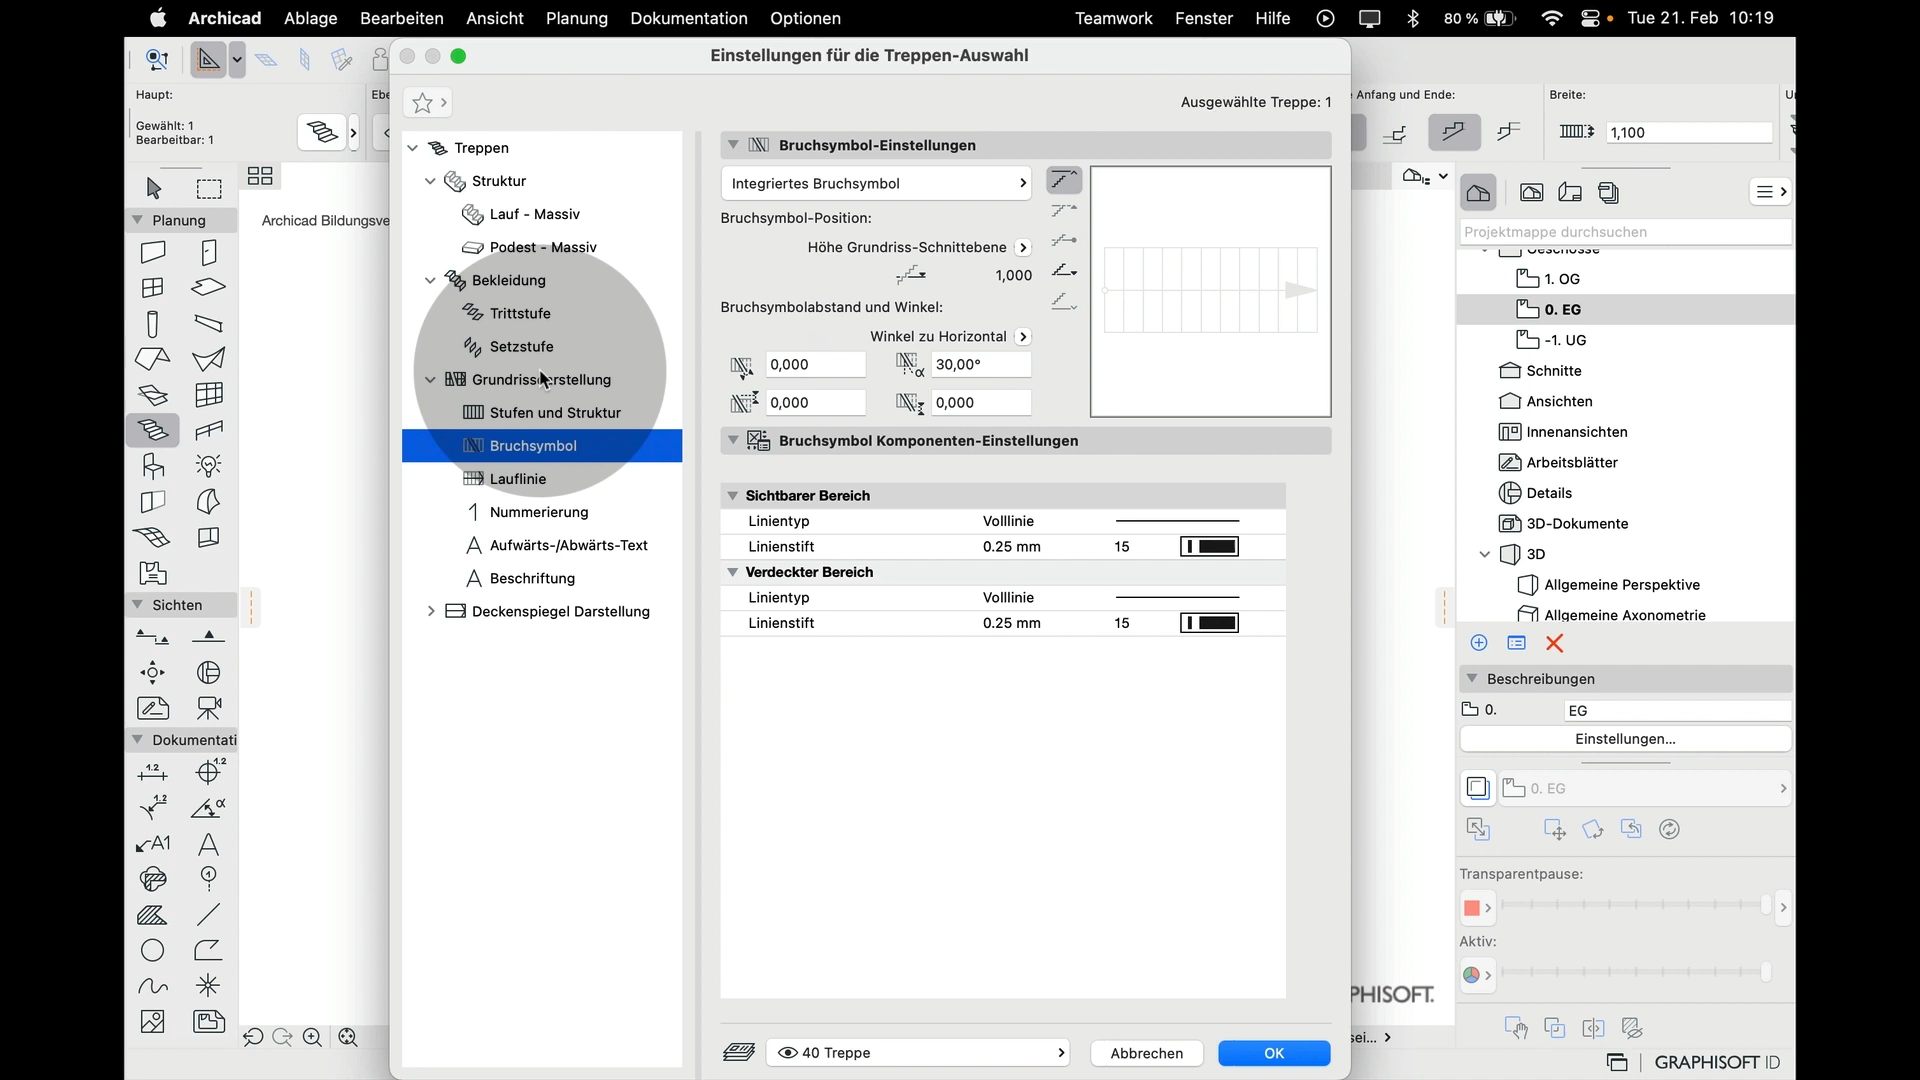 Archicad Ablage Bearbeiten Ansicht Planung Dokumentation Optionen Teamwork Fenster Hilfe 80 % Tue 21. Feb 10:19
Einstellungen für die Treppen-Auswahl
Haupt:
Gewählt: 1
Bearbeitbar: 1
Ebe
Ausgewählte Treppe: 1
Anfang und Ende:
Breite:
1,100
Planung
Archicad Bildungsve
Sichten
Dokumentati
Treppen
Struktur
Lauf - Massiv
Podest - Massiv
Bekleidung
Trittstufe
Setzstufe
Grundrisserstellung
Stufen und Struktur
Bruchsymbol
Lauflinie
Nummerierung
Aufwärts-/Abwärts-Text
Beschriftung
Deckenspiegel Darstellung
Bruchsymbol-Einstellungen
Integriertes Bruchsymbol
Bruchsymbol-Position:
Höhe Grundriss-Schnittebene
1,000
Bruchsymbolabstand und Winkel:
Winkel zu Horizontal
0,000 30,00°
0,000 0,000
Bruchsymbol Komponenten-Einstellungen
Sichtbarer Bereich
Linientyp Volllinie
Linienstift 0.25 mm 15
Verdeckter Bereich
Linientyp Volllinie
Linienstift 0.25 mm 15
40 Treppe
Abbrechen
OK
Projektmappe durchsuchen
Geschosse
1. OG
0. EG
-1. UG
Schnitte
Ansichten
Innenansichten
Arbeitsblätter
Details
3D-Dokumente
3D
Allgemeine Perspektive
Allgemeine Axonometrie
Beschreibungen
0. EG
Einstellungen...
0. EG
Transparentpause:
Aktiv:
PHISOFT.
sei...
GRAPHISOFT ID